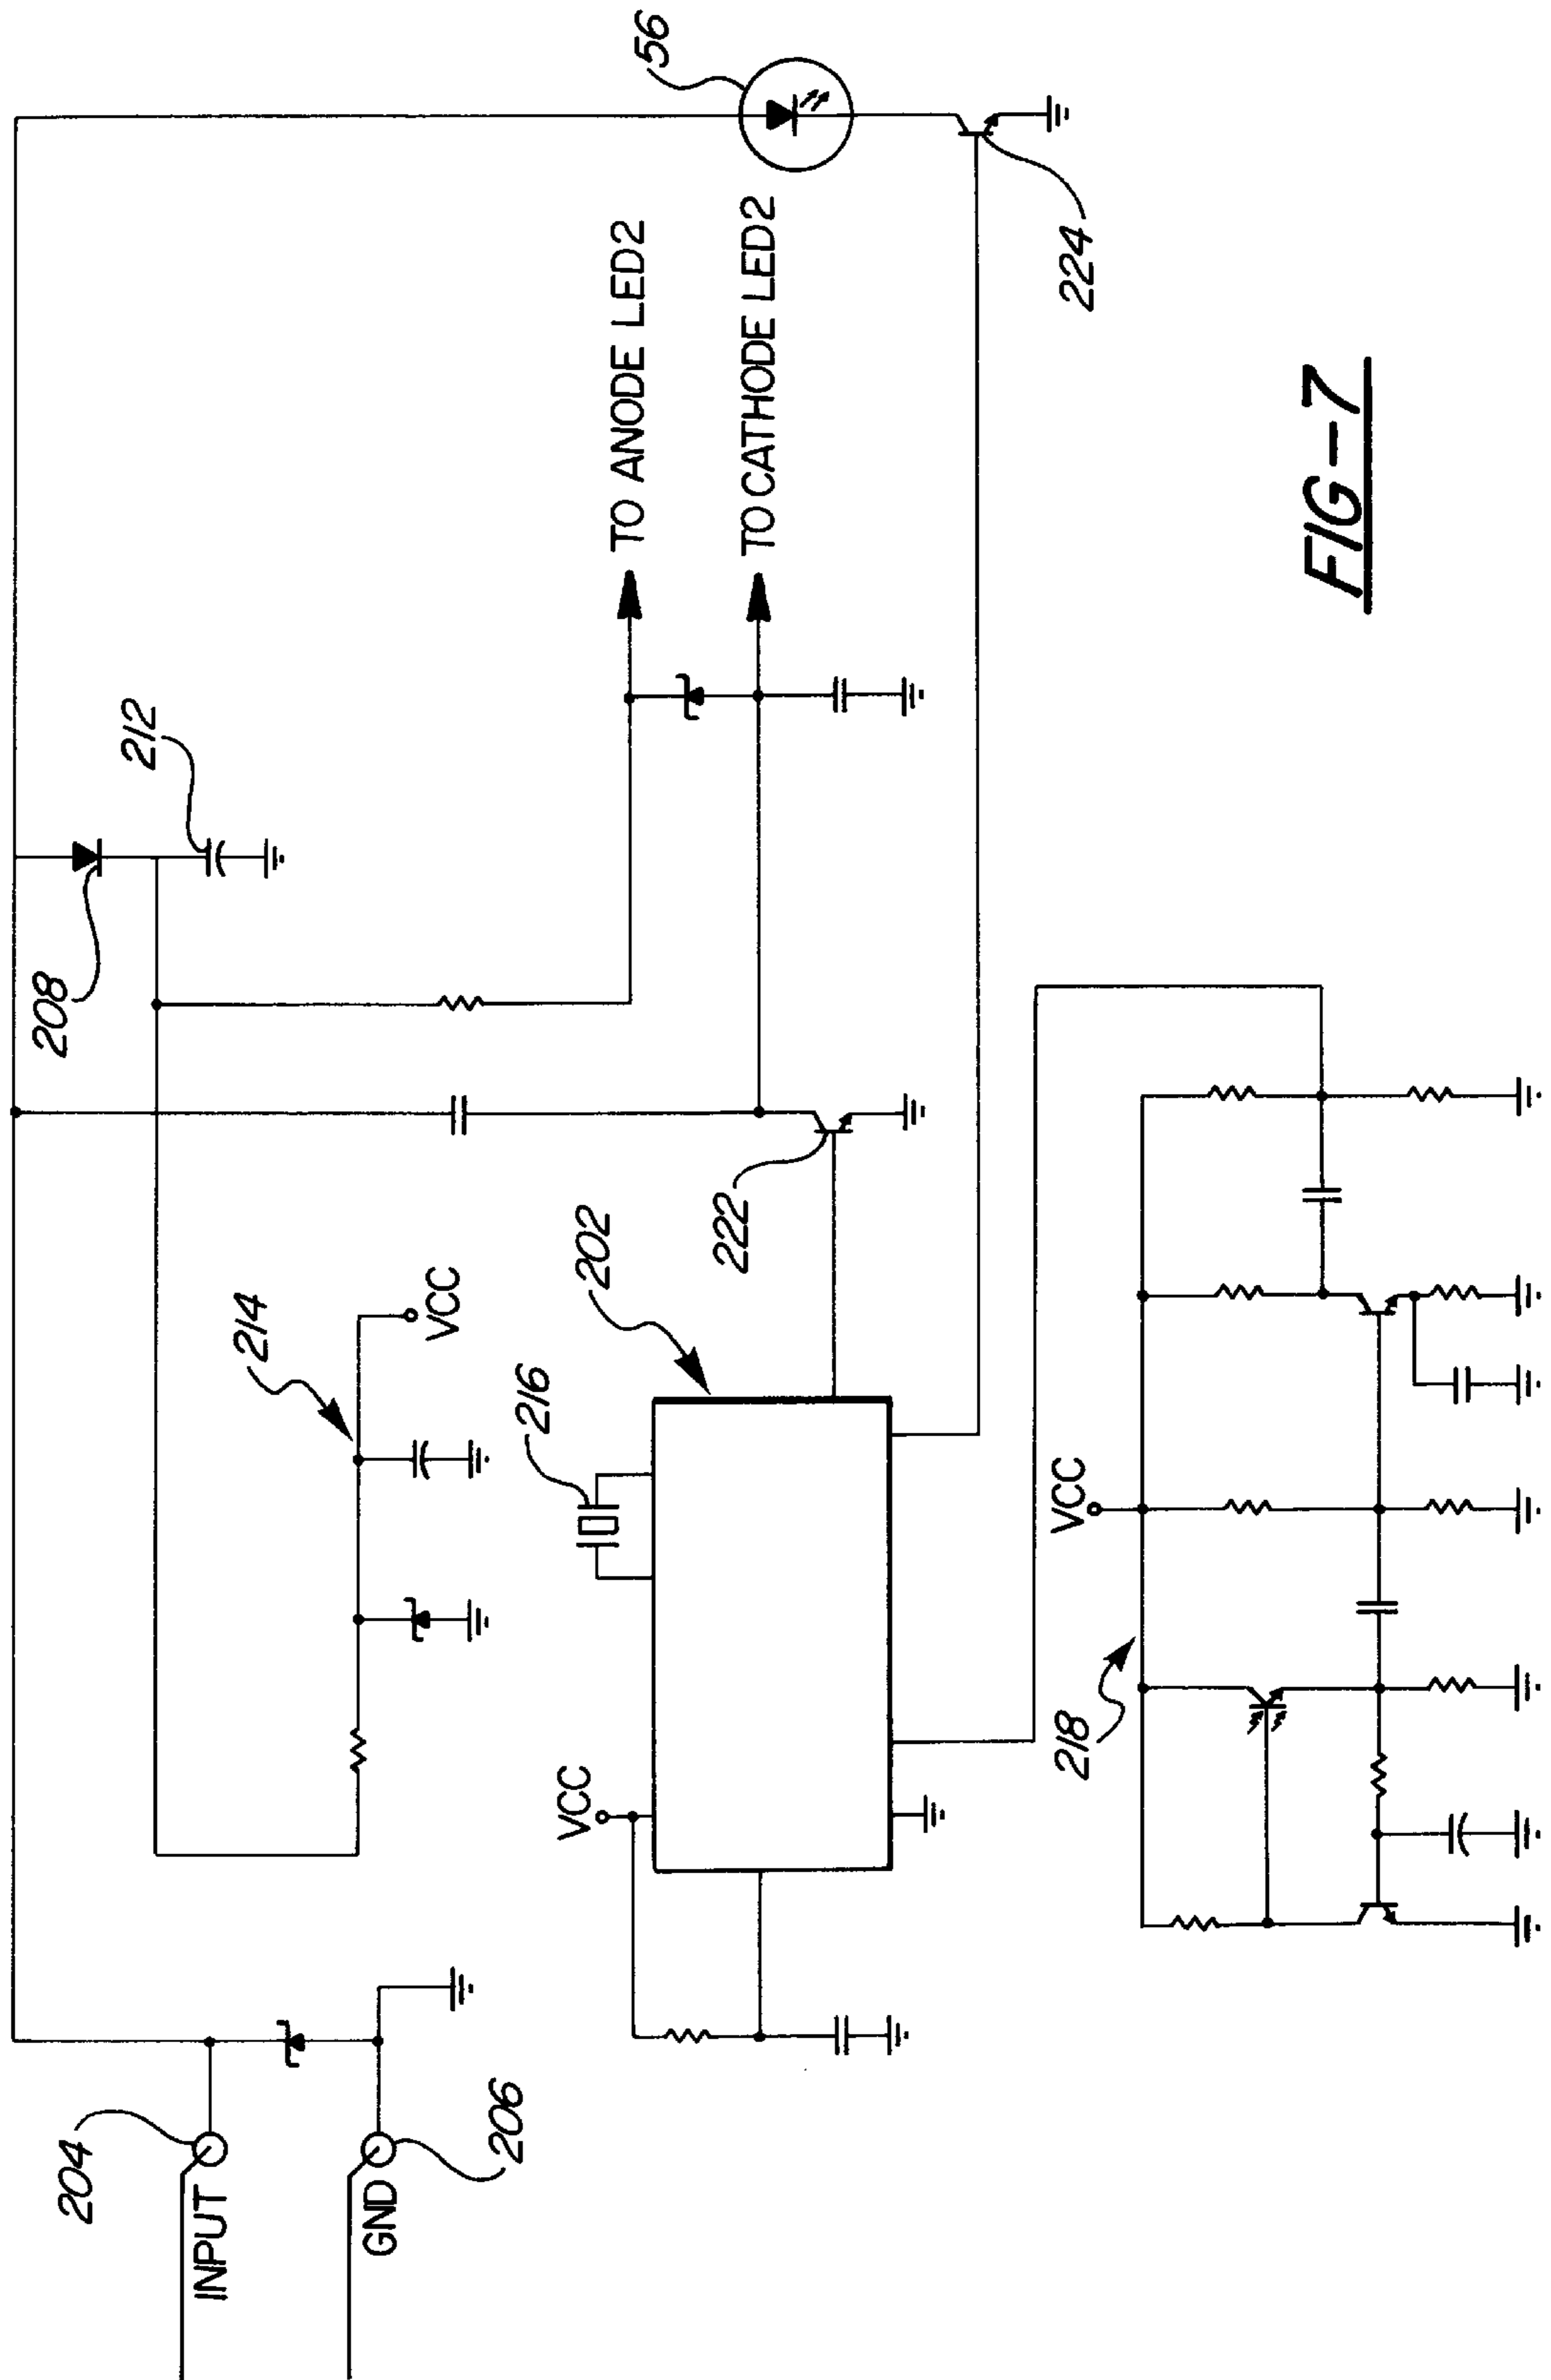 204
INPUT
GND
206
208
212
214
VCC
TO ANODE LED2
TO CATHODE LED2
56
216
202
VCC
222
224
218
VCC
FIG-7